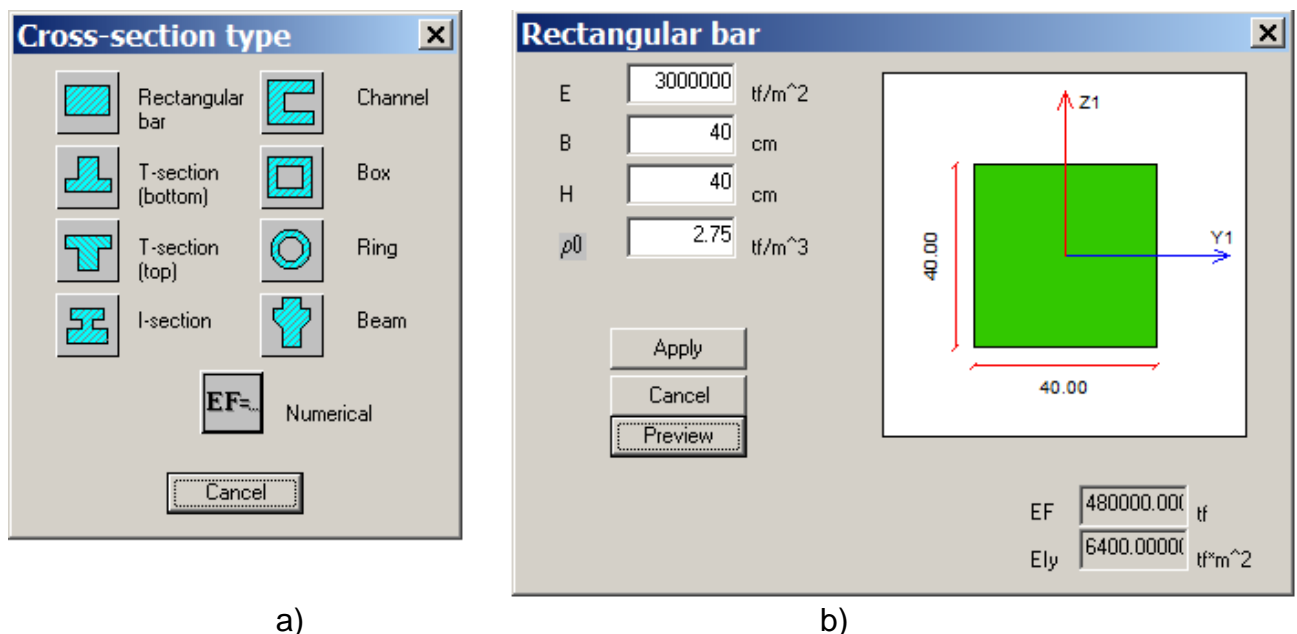 Cross-section type
Rectangular
bar
Channel
T-section
(bottom)
Box
T-section
(top)
Ring
I-section
Beam
EF=...
Numerical
Cancel
a)
Rectangular bar
E 3000000 tf/m^2
B 40 cm
H 40 cm
ρ0 2.75 tf/m^3
Apply
Cancel
Preview
Z1
Y1
40.00
40.00
EF 480000.00( tf
EIy 6400.0000( tf*m^2
b)